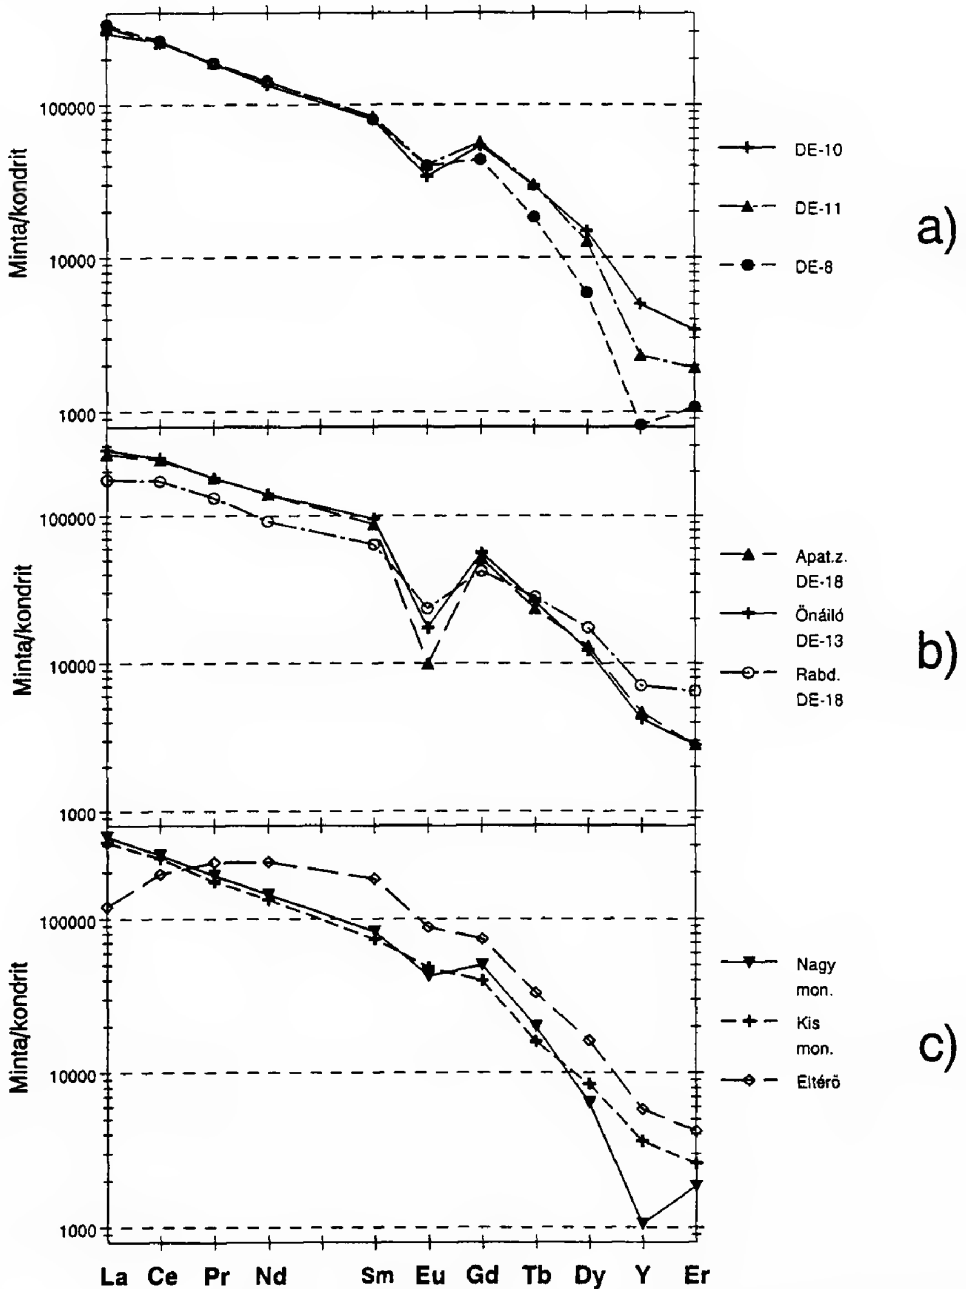 Minta/kondrit
100000
10000
1000
DE-10
DE-11
DE-8
a)
Minta/kondrit
100000
10000
1000
Apat.z.
DE-18
Önálló
DE-13
Rabd.
DE-18
b)
Minta/kondrit
100000
10000
1000
Nagy
mon.
Kis
mon.
Eltérő
c)
La Ce Pr Nd Sm Eu Gd Tb Dy Y Er